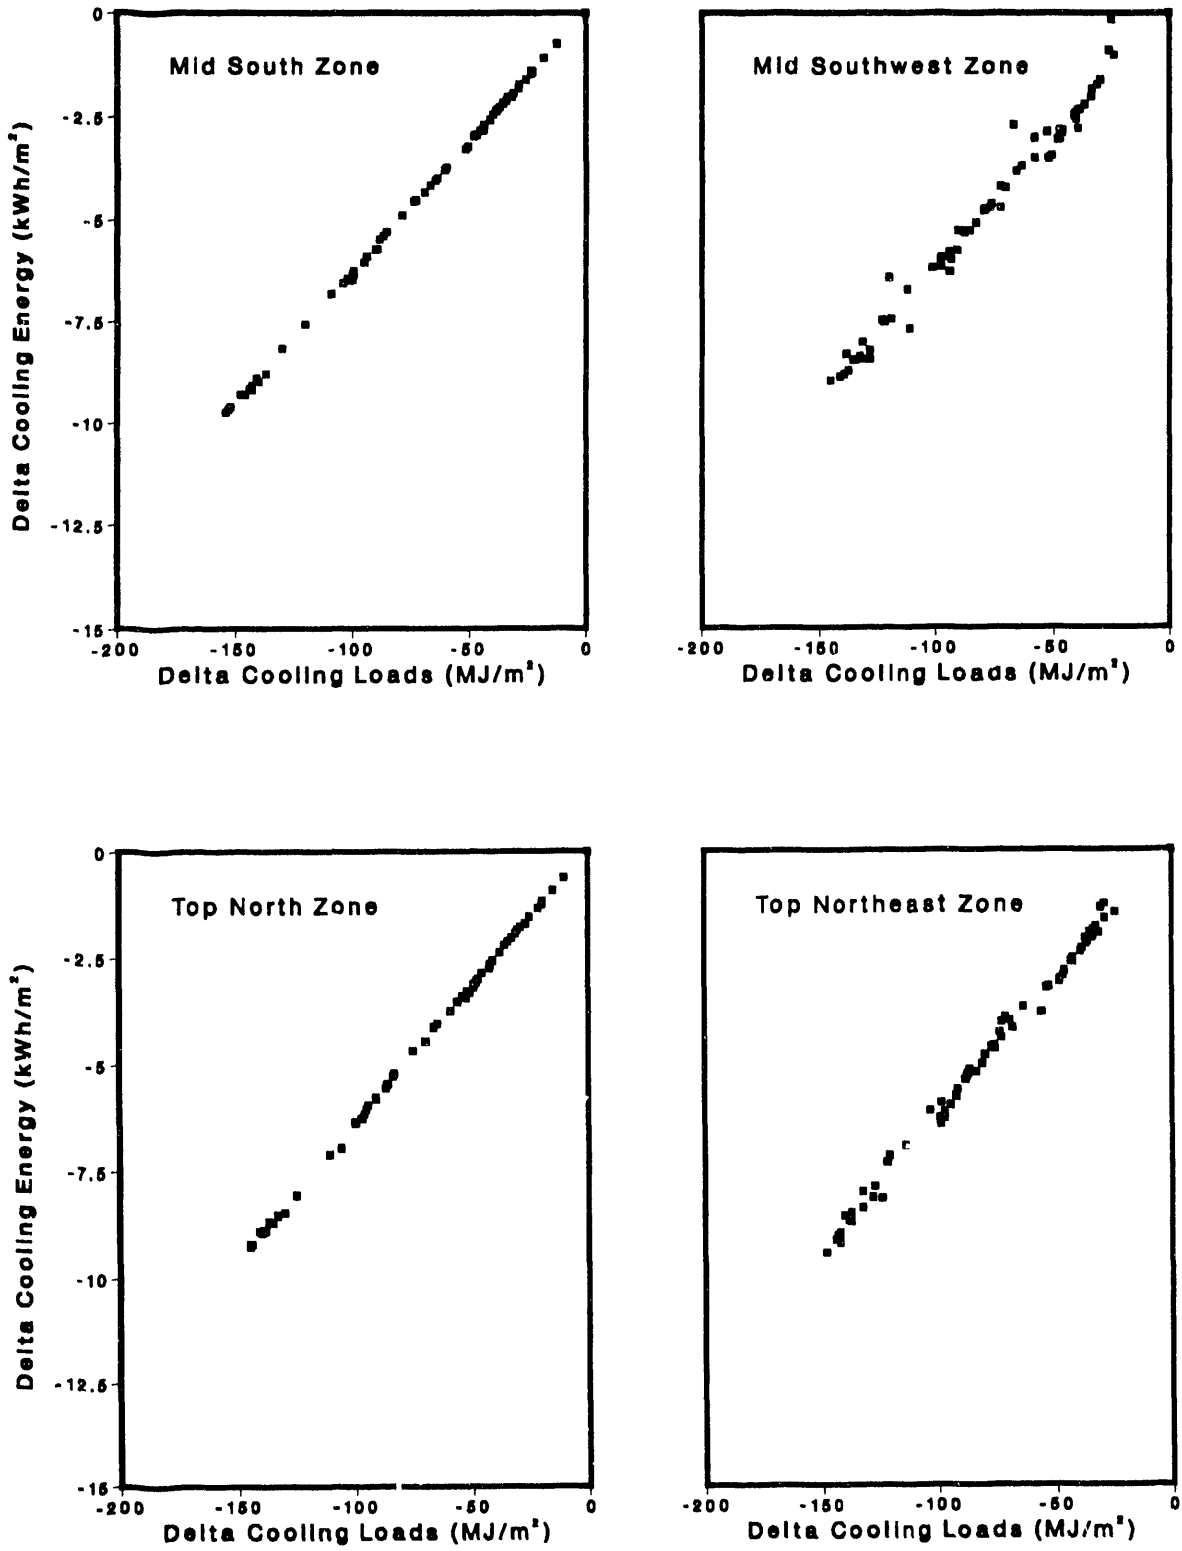 Mid South Zone
0
-2.5
-5
-7.5
-10
-12.5
-15
Delta Cooling Energy (kWh/m²)
-200 -150 -100 -50 0
Delta Cooling Loads (MJ/m²)
Mid Southwest Zone
-200 -150 -100 -50 0
Delta Cooling Loads (MJ/m²)
Top North Zone
0
-2.5
-5
-7.5
-10
-12.5
-15
Delta Cooling Energy (kWh/m²)
-200 -150 -100 -50 0
Delta Cooling Loads (MJ/m²)
Top Northeast Zone
-200 -150 -100 -50 0
Delta Cooling Loads (MJ/m²)